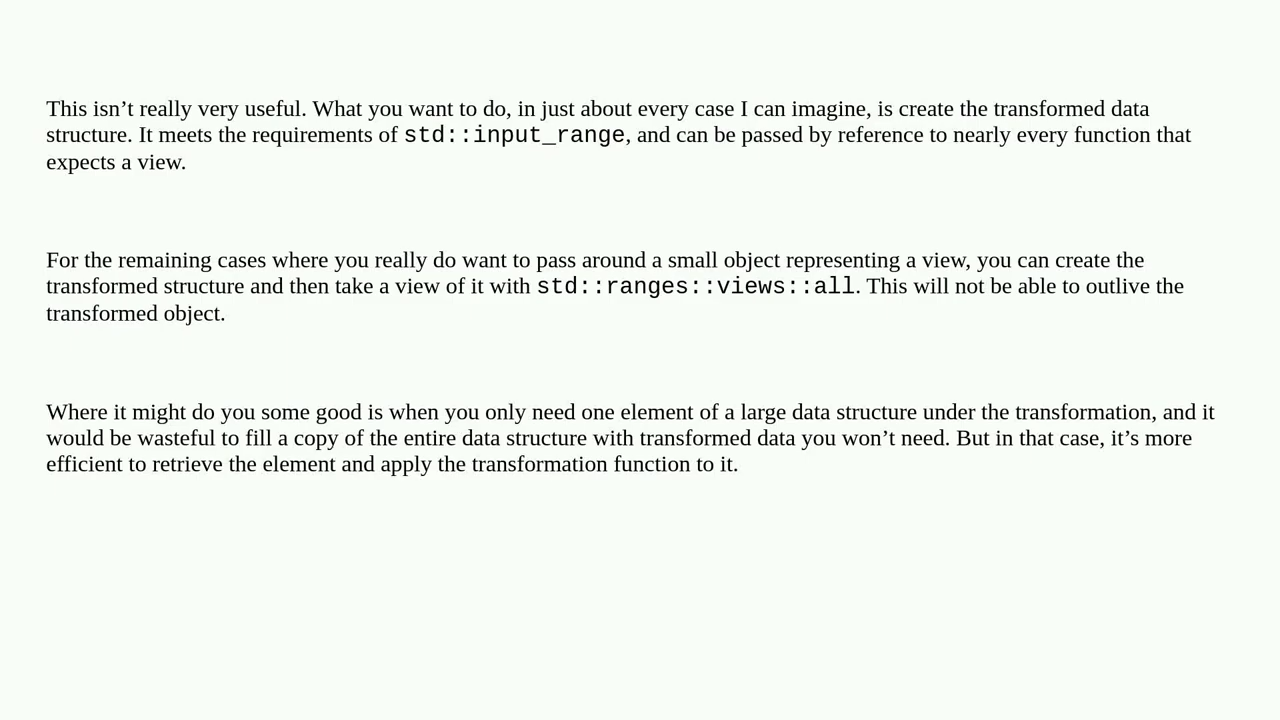 This isn’t really very useful. What you want to do, in just about every case I can imagine, is create the transformed data
structure. It meets the requirements of std::input_range, and can be passed by reference to nearly every function that
expects a view.
For the remaining cases where you really do want to pass around a small object representing a view, you can create the
transformed structure and then take a view of it with std::ranges::views::all. This will not be able to outlive the
transformed object.
Where it might do you some good is when you only need one element of a large data structure under the transformation, and it
would be wasteful to fill a copy of the entire data structure with transformed data you won’t need. But in that case, it’s more
efficient to retrieve the element and apply the transformation function to it.